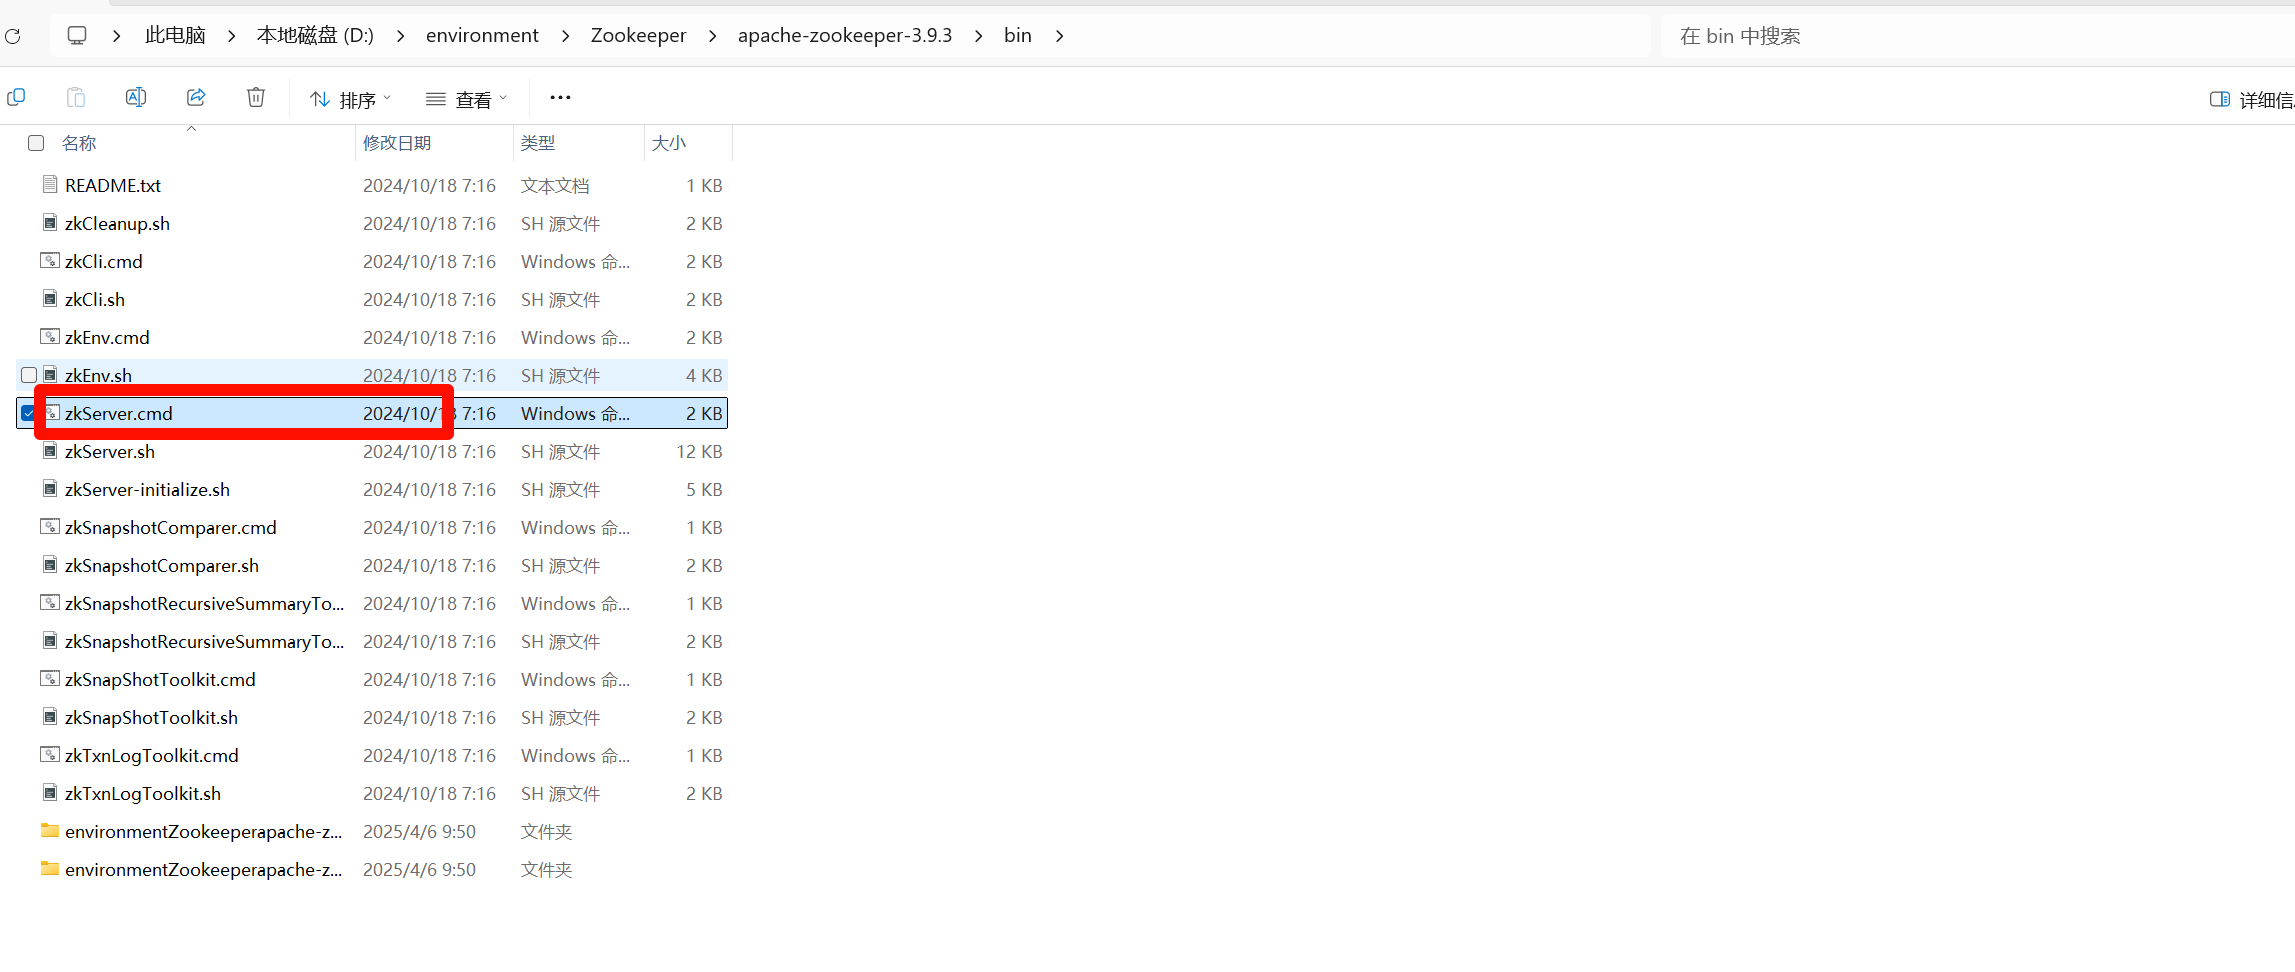 此电脑 > 本地磁盘 (D:) > environment > Zookeeper > apache-zookeeper-3.9.3 > bin > 在 bin 中搜索
排序 查看 ··· 详细信
名称 修改日期 类型 大小
README.txt 2024/10/18 7:16 文本文档 1 KB
zkCleanup.sh 2024/10/18 7:16 SH 源文件 2 KB
zkCli.cmd 2024/10/18 7:16 Windows 命... 2 KB
zkCli.sh 2024/10/18 7:16 SH 源文件 2 KB
zkEnv.cmd 2024/10/18 7:16 Windows 命... 2 KB
zkEnv.sh 2024/10/18 7:16 SH 源文件 4 KB
zkServer.cmd 2024/10/18 7:16 Windows 命... 2 KB
zkServer.sh 2024/10/18 7:16 SH 源文件 12 KB
zkServer-initialize.sh 2024/10/18 7:16 SH 源文件 5 KB
zkSnapshotComparer.cmd 2024/10/18 7:16 Windows 命... 1 KB
zkSnapshotComparer.sh 2024/10/18 7:16 SH 源文件 2 KB
zkSnapshotRecursiveSummaryTo... 2024/10/18 7:16 Windows 命... 1 KB
zkSnapshotRecursiveSummaryTo... 2024/10/18 7:16 SH 源文件 2 KB
zkSnapShotToolkit.cmd 2024/10/18 7:16 Windows 命... 1 KB
zkSnapShotToolkit.sh 2024/10/18 7:16 SH 源文件 2 KB
zkTxnLogToolkit.cmd 2024/10/18 7:16 Windows 命... 1 KB
zkTxnLogToolkit.sh 2024/10/18 7:16 SH 源文件 2 KB
environmentZookeeperapache-z... 2025/4/6 9:50 文件夹
environmentZookeeperapache-z... 2025/4/6 9:50 文件夹